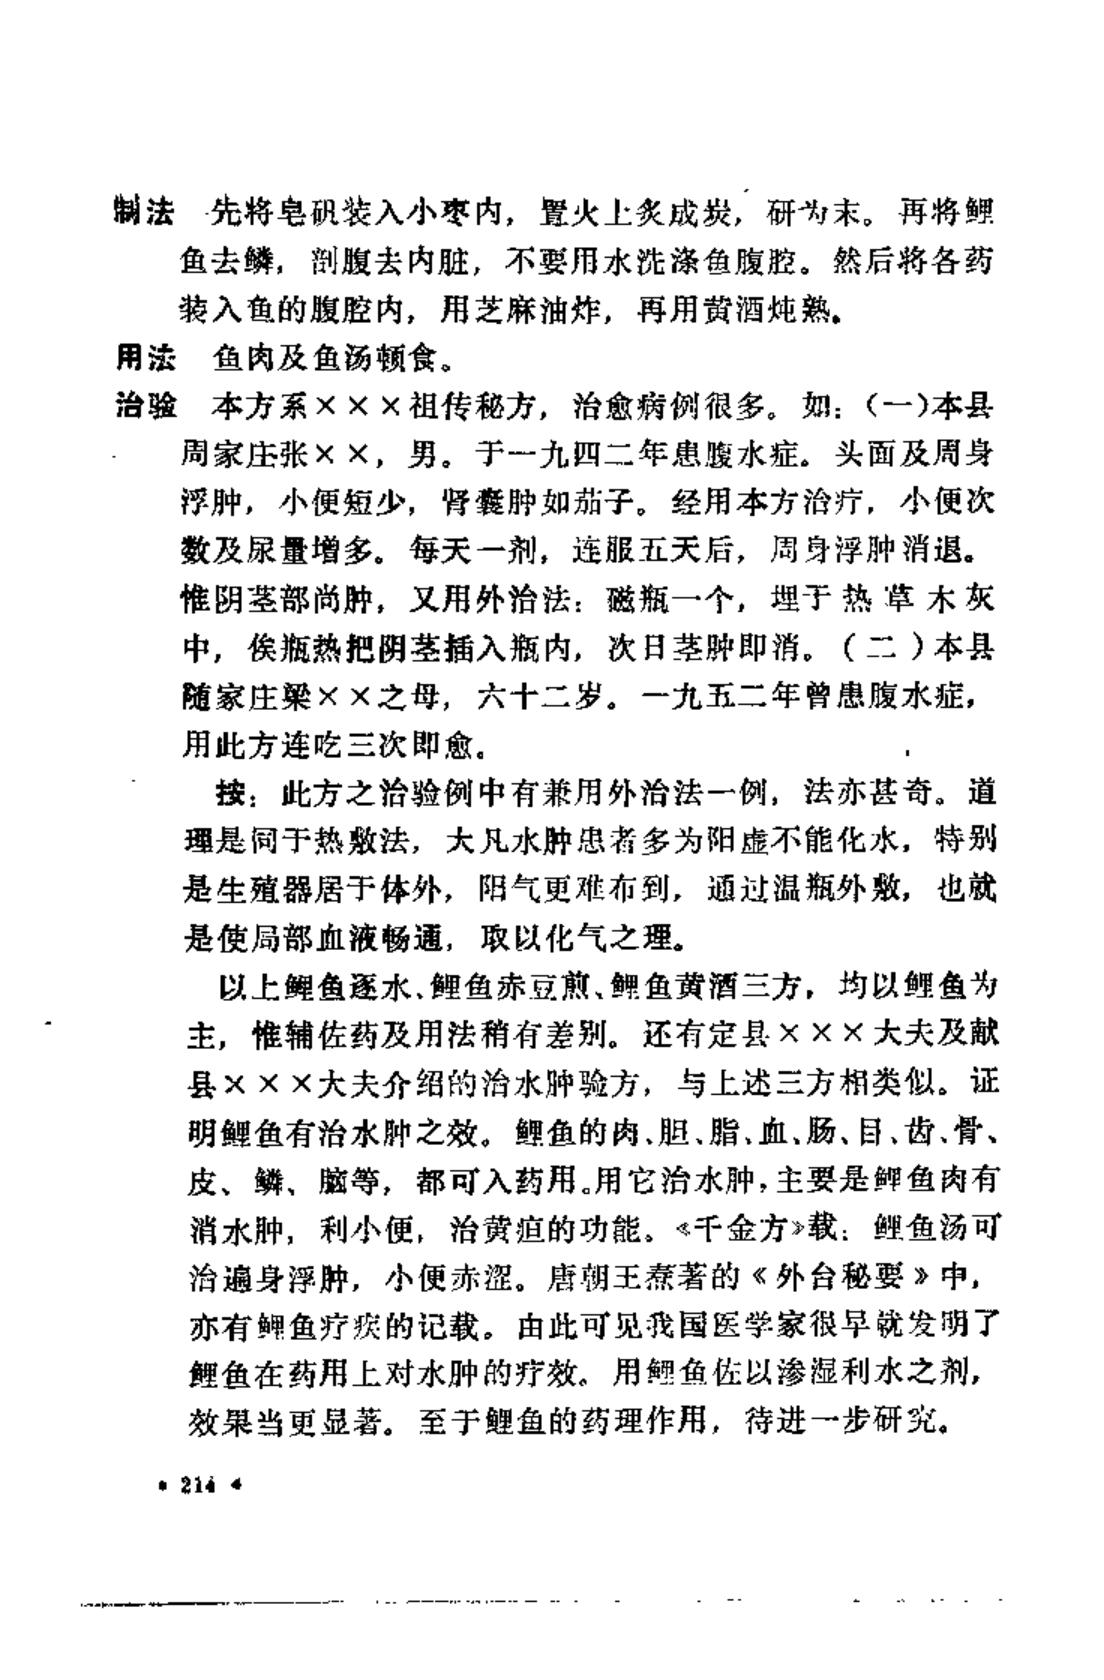 制法 先将皂矾装入小枣内，置火上炙成炭，研为末。再将鲤
鱼去鳞，剖腹去内脏，不要用水洗涤鱼腹腔。然后将各药
装入鱼的腹腔内，用芝麻油炸，再用黄酒炖熟。
用法 鱼肉及鱼汤顿食。
治验 本方系×××祖传秘方，治愈病例很多。如：（一）本县
周家庄张××，男。于一九四二年患腹水症。头面及周身
浮肿，小便短少，肾囊肿如茄子。经用本方治疗，小便次
数及尿量增多。每天一剂，连服五天后，周身浮肿消退。
惟阴茎部尚肿，又用外治法：磁瓶一个，埋于热草木灰
中，俟瓶热把阴茎插入瓶内，次日茎肿即消。（二）本县
随家庄梁××之母，六十二岁。一九五二年曾患腹水症，
用此方连吃三次即愈。
按：此方之治验例中有兼用外治法一例，法亦甚奇。道
理是同于热敷法，大凡水肿患者多为阳虚不能化水，特别
是生殖器居于体外，阳气更难布到，通过温瓶外敷，也就
是使局部血液畅通，取以化气之理。
以上鲤鱼逐水、鲤鱼赤豆煎、鲤鱼黄酒三方，均以鲤鱼为
主，惟辅佐药及用法稍有差别。还有定县×××大夫及献
县×××大夫介绍的治水肿验方，与上述三方相类似。证
明鲤鱼有治水肿之效。鲤鱼的肉、胆、脂、血、肠、目、齿、骨、
皮、鳞、脑等，都可入药用。用它治水肿，主要是鲤鱼肉有
消水肿，利小便，治黄疸的功能。《千金方》载：鲤鱼汤可
治遍身浮肿，小便赤涩。唐朝王焘著的《外台秘要》中，
亦有鲤鱼疗疾的记载。由此可见我国医学家很早就发明了
鲤鱼在药用上对水肿的疗效。用鲤鱼佐以渗湿利水之剂，
效果当更显著。至于鲤鱼的药理作用，待进一步研究。
• 214 •